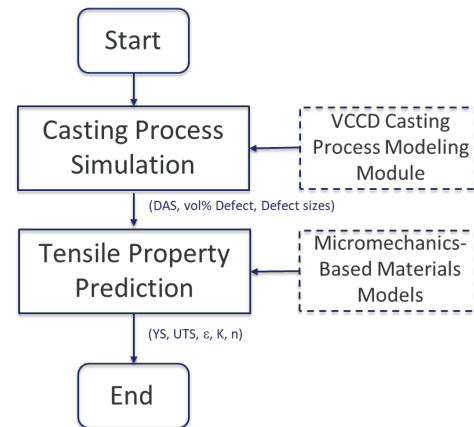 Start
Casting Process
Simulation
VCCD Casting
Process Modeling
Module
(DAS, vol% Defect, Defect sizes)
Tensile Property
Prediction
Micromechanics-
Based Materials
Models
(YS, UTS, ε, K, n)
End